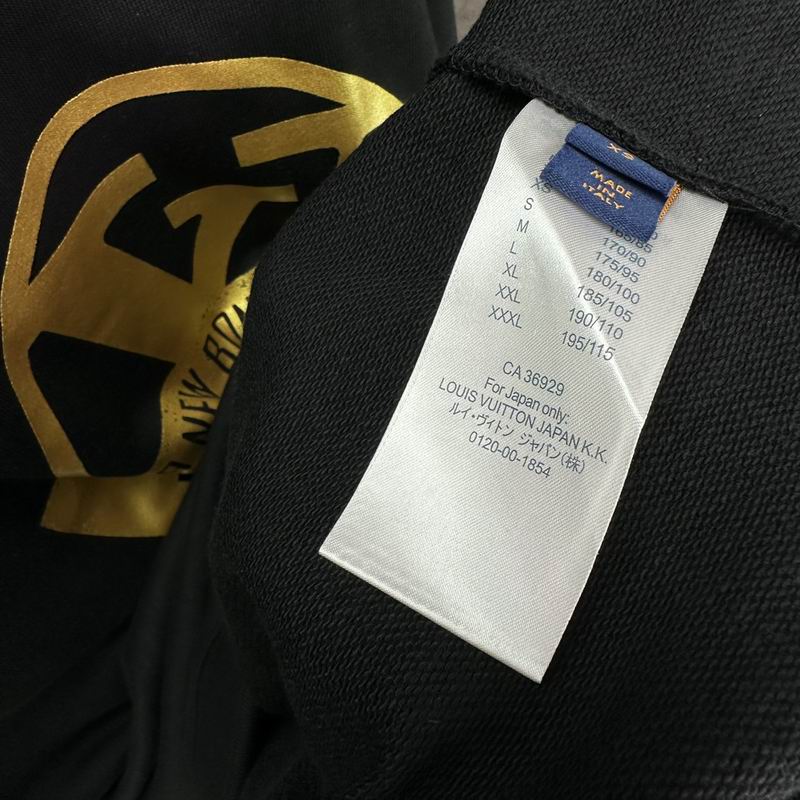 XS
MADE
IN
ITALY
XS
S
M 170/90
L 175/95
XL 180/100
XXL 185/105
XXXL 190/110
195/115
CA 36929
For Japan only:
LOUIS VUITTON JAPAN K.K.
ルイ・ヴィトン ジャパン(株)
0120-00-1854
NEW